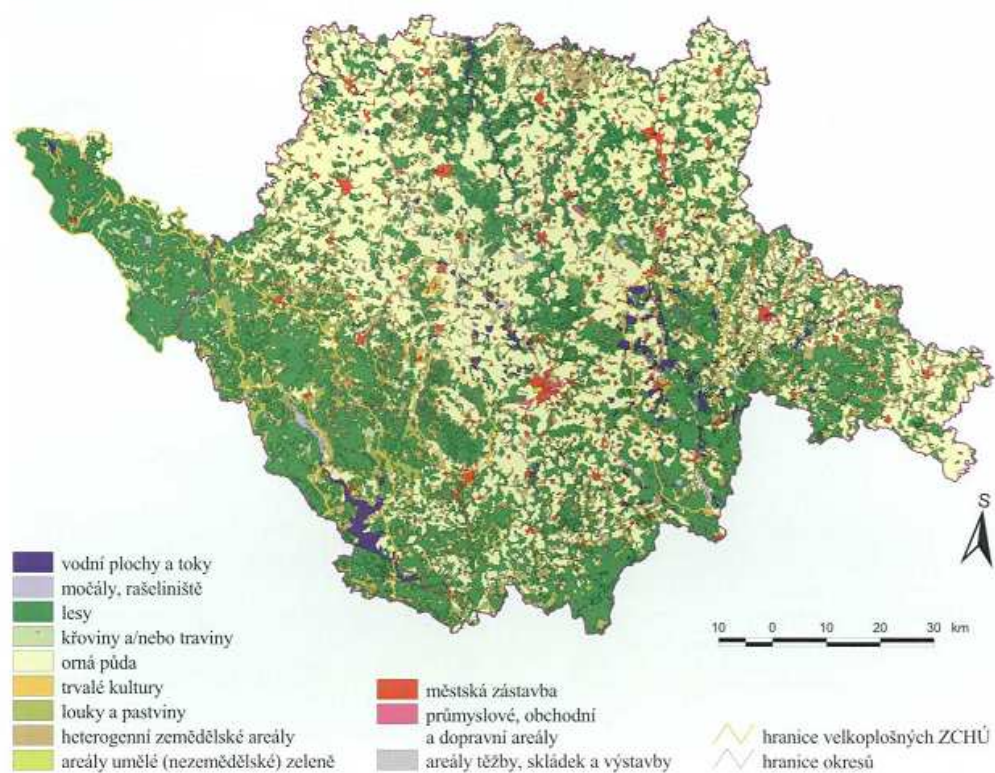 S
10 0 10 20 30 km
vodní plochy a toky
močály, rašeliniště
lesy
křoviny a/nebo traviny
orná půda
trvalé kultury
louky a pastviny
heterogenní zemědělské areály
areály umělé (nezemědělské) zeleně
městská zástavba
průmyslové, obchodní
a dopravní areály
areály těžby, skládek a výstavby
hranice velkoplošných ZCHÚ
hranice okresů